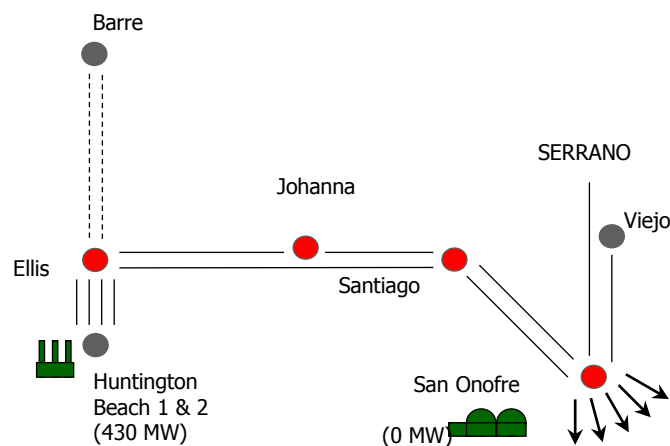 Barre
SERRANO
Johanna
Viejo
Ellis
Santiago
Huntington
Beach 1 & 2
(430 MW)
San Onofre
(0 MW)